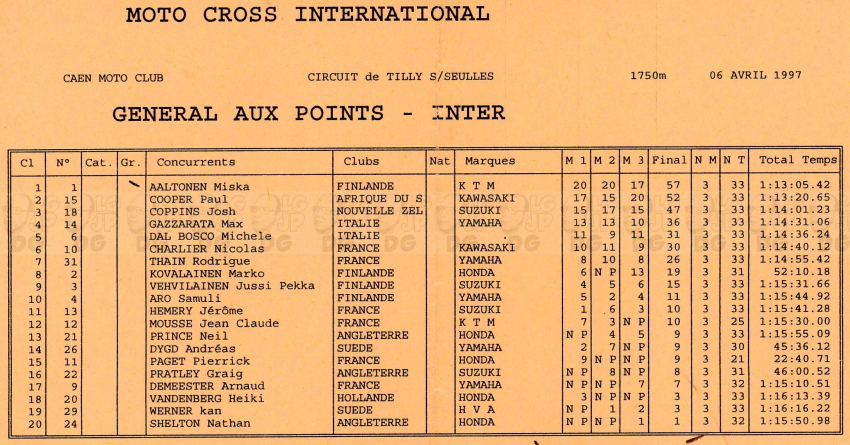 MOTO CROSS INTERNATIONAL
CAEN MOTO CLUB CIRCUIT de TILLY S/SEULLES 1750m 06 AVRIL 1997
GENERAL AUX POINTS - INTER
Cl N° Cat. Gr. Concurrents Clubs Nat Marques M 1 M 2 M 3 Final N M N T Total Temps
1 1 AALTONEN Miska FINLANDE K T M 20 20 17 57 3 33 1:13:05.42
2 15 COOPER Paul AFRIQUE DU S KAWASAKI 17 15 20 52 3 33 1:13:20.65
3 18 COPPINS Josh NOUVELLE ZEL SUZUKI 15 17 15 47 3 33 1:14:01.23
4 14 GAZZARATA Max ITALIE YAMAHA 13 13 10 36 3 33 1:14:31.06
5 6 DAL BOSCO Michele ITALIE 11 9 11 31 3 33 1:14:36.24
6 10 CHARLIER Nicolas FRANCE KAWASAKI 10 11 9 30 3 33 1:14:40.12
7 31 THAIN Rodrigue FRANCE YAMAHA 8 10 8 26 3 33 1:14:55.42
8 2 KOVALAINEN Marko FINLANDE HONDA 6 N P 13 19 3 31 52:10.18
9 3 VEHVILAINEN Jussi Pekka FINLANDE SUZUKI 4 5 6 15 3 33 1:15:31.66
10 4 ARO Samuli FINLANDE YAMAHA 5 2 4 11 3 33 1:15:44.92
11 13 HEMERY Jérôme FRANCE SUZUKI 1 6 3 10 3 33 1:15:41.28
12 12 MOUSSE Jean Claude FRANCE K T M 7 3 N P 10 3 25 1:15:30.00
13 21 PRINCE Neil ANGLETERRE HONDA N P 4 5 9 3 33 1:15:55.09
14 26 DYGD Andréas SUEDE YAMAHA 2 7 N P 9 3 30 45:36.12
15 11 PAGET Pierrick FRANCE HONDA 9 N P N P 9 3 21 22:40.71
16 22 PRATLEY Graig ANGLETERRE SUZUKI N P 8 N P 8 3 31 46:00.52
17 9 DEMEESTER Arnaud FRANCE YAMAHA N P N P 7 7 3 32 1:15:10.51
18 20 VANDENBERG Heiki HOLLANDE HONDA 3 N P N P 3 3 33 1:16:13.39
19 29 WERNER kan SUEDE H V A N P 1 2 3 3 33 1:16:16.22
20 24 SHELTON Nathan ANGLETERRE HONDA N P N P 1 1 3 32 1:15:50.98